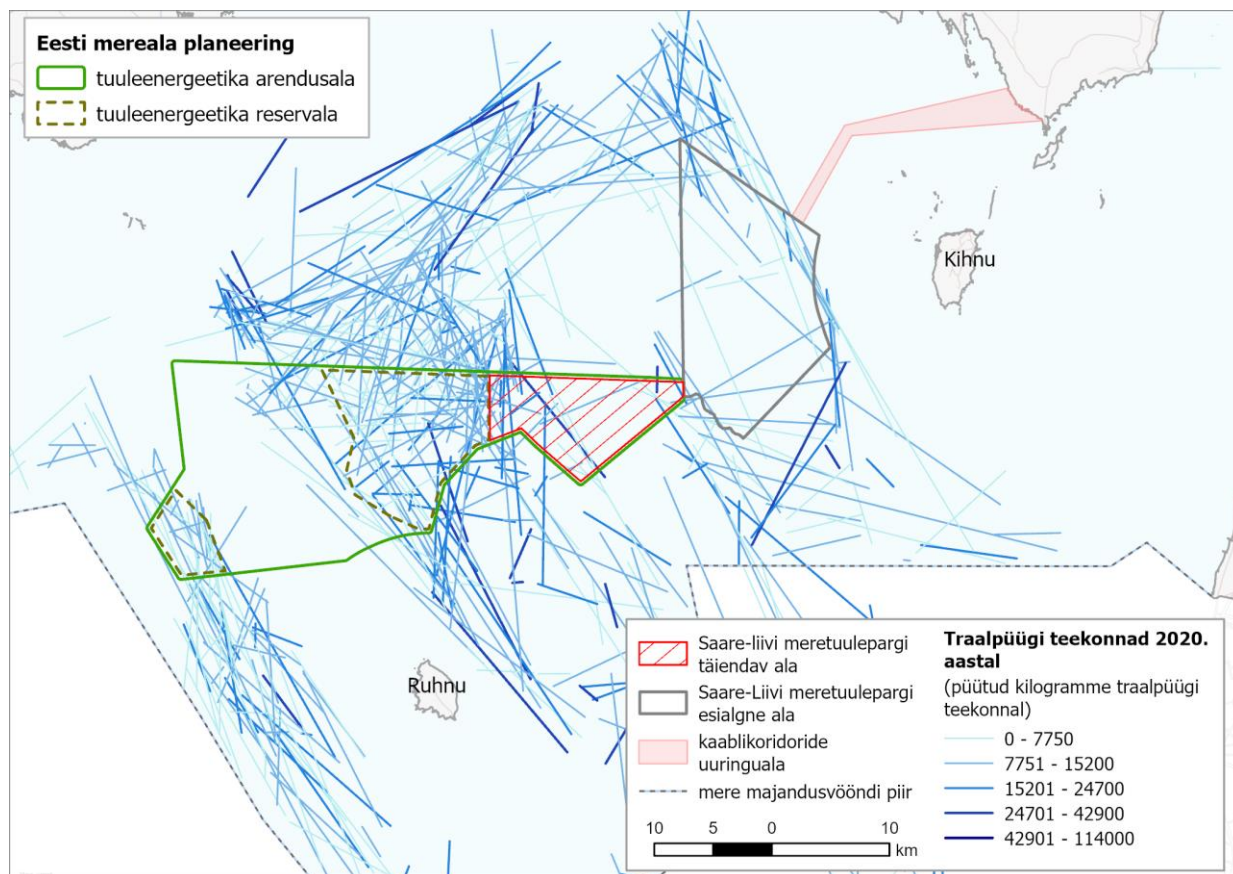 Eesti mereala planeering
tuuleenergeetika arendusala
tuuleenergeetika reservala
Kihnu
Ruhnu
Saare-liivi meretuulepargi
täiendav ala
Saare-Liivi meretuulepargi
esialgne ala
kaablikoridoride
uuringuala
mere majandusvööndi piir
10 5 0 10
km
Traalpüügi teekonnad 2020.
aastal
(püütud kilogramme traalpüügi
teekonnal)
0 - 7750
7751 - 15200
15201 - 24700
24701 - 42900
42901 - 114000